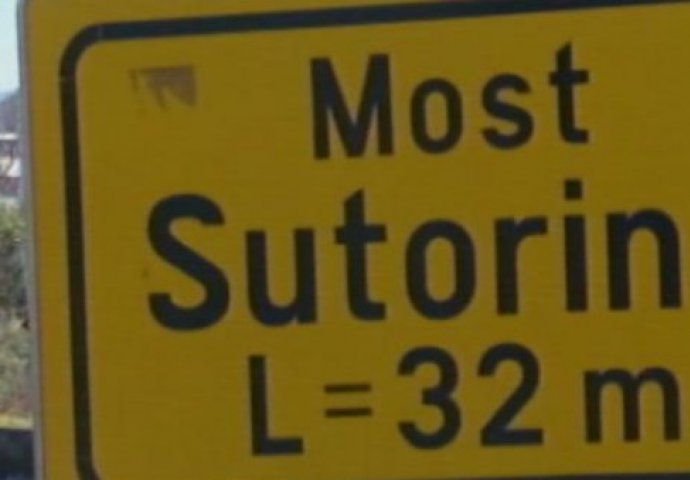 Most
Sutorin
L = 32 m